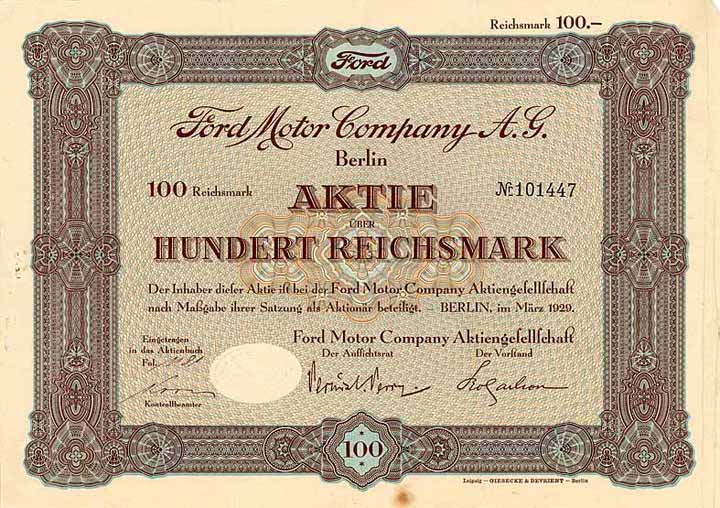 Reichsmark 100.–
Ford
Ford Motor Company A.G.
Berlin
100 Reichsmark AKTIE № 101447
ÜBER
HUNDERT REICHSMARK
Der Inhaber dieſer Aktie iſt bei der Ford Motor Company Aktiengeſellſchaft
nach Maßgabe ihrer Satzung als Aktionär beteiligt. – BERLIN, im März 1929.
Eingetragen
in das Aktienbuch
Fol.
Ford Motor Company Aktiengeſellſchaft
Der Aufſichtsrat Der Vorſtand
Kontrollbeamter
100
Leipzig – GIESECKE & DEVRIENT – Berlin